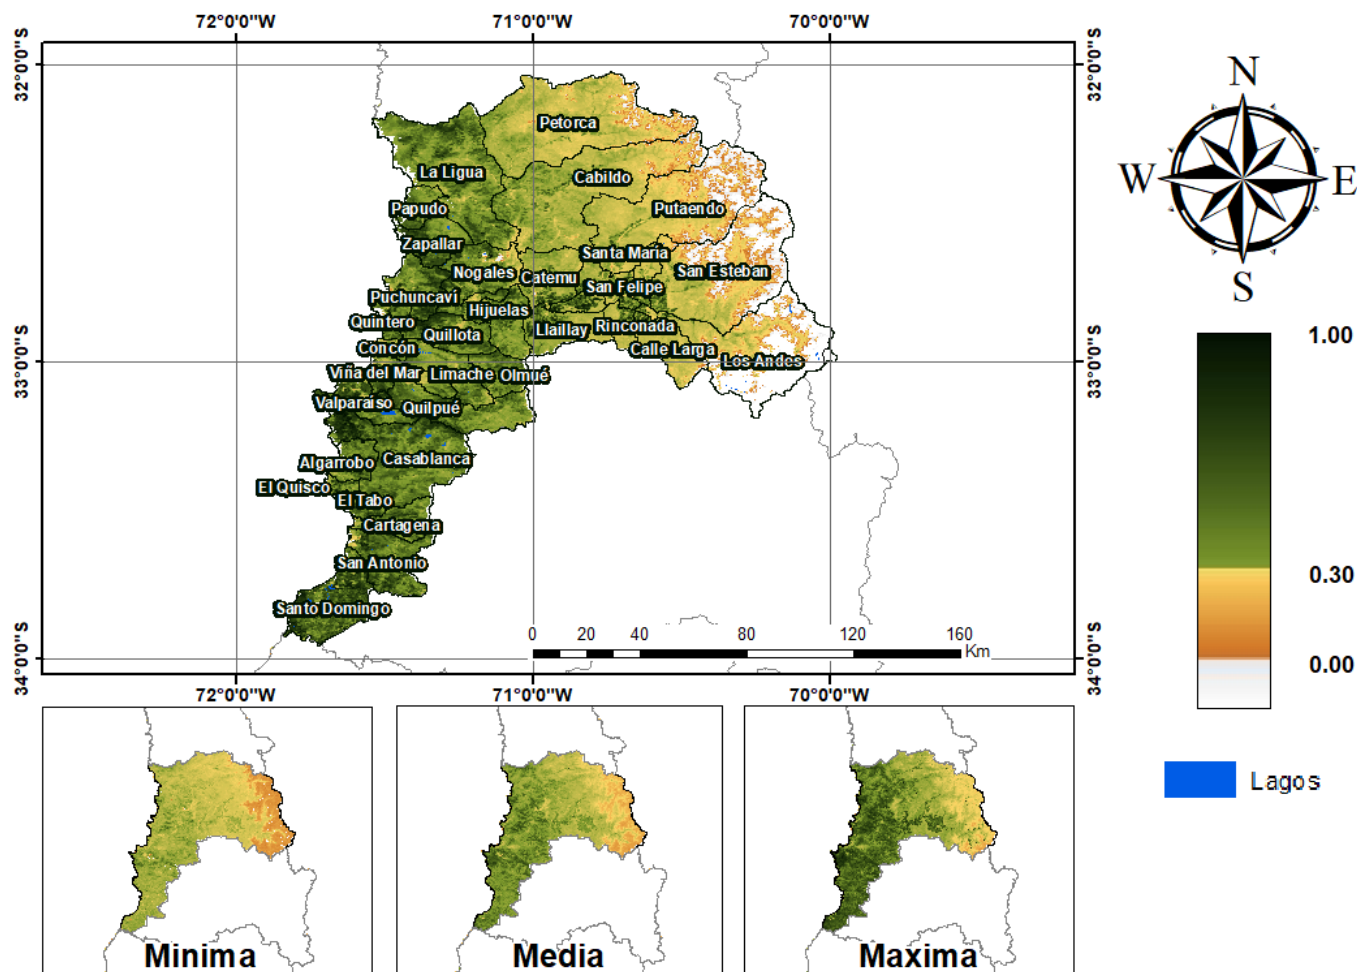 72°0'0"W
71°0'0"W
70°0'0"W
32°0'0"S
32°0'0"S
N
W
E
S
Petorca
La Ligua
Cabildo
Papudo
Putaendo
Zapallar
Santa María
Nogales
Catemu
San Esteban
San Felipe
Puchuncaví
Hijuelas
Quintero
Quillota
Llaillay
Rinconada
Concón
Calle Larga
Los Andes
33°0'0"S
33°0'0"S
Viña del Mar
Limache
Olmué
Valparaíso
Quilpué
Algarrobo
Casablanca
El Quisco
El Tabo
Cartagena
San Antonio
Santo Domingo
0
20
40
80
120
160
Km
34°0'0"S
34°0'0"S
72°0'0"W
71°0'0"W
70°0'0"W
1.00
0.30
0.00
Lagos
Minima
Media
Maxima